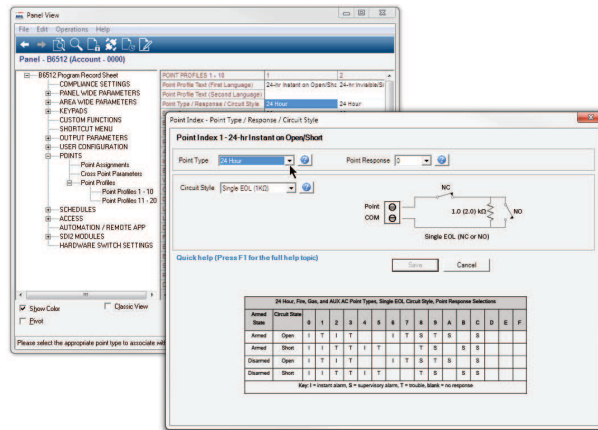 Panel View
File Edit Operations Help
Panel - B6512 (Account - 0000)
B6512 Program Record Sheet
COMPLIANCE SETTINGS
PANEL WIDE PARAMETERS
AREA WIDE PARAMETERS
KEYPADS
CUSTOM FUNCTIONS
SHORTCUT MENU
OUTPUT PARAMETERS
USER CONFIGURATION
POINTS
Point Assignments
Cross Point Parameters
Point Profiles
Point Profiles 1 - 10
Point Profiles 11 - 20
SCHEDULES
ACCESS
AUTOMATION / REMOTE APP
SDI2 MODULES
HARDWARE SWITCH SETTINGS
POINT PROFILES 1 - 10 1 2
Point Profile Text (First Language) 24-hr Instant on Open/Sho 24-hr Invisible/Si
Point Profile Text (Second Language)
Point Type / Response / Circuit Style 24 Hour 24 Hour
Show Color Classic View
Pivot
Please select the appropriate point type to associate wit
Point Index - Point Type / Response / Circuit Style
Point Index 1 - 24-hr Instant on Open/Short
Point Type 24 Hour Point Response 0
Circuit Style Single EOL (1KΩ)
NC
Point
COM
1.0 (2.0) kΩ
NO
Single EOL (NC or NO)
Quick help (Press F1 for the full help topic)
Save Cancel
24 Hour, Fire, Gas, and AUX AC Point Types, Single EOL Circuit Style, Point Response Selections
Armed State Circuit State 0 1 2 3 4 5 6 7 8 9 A B C D E F
Armed Open I T I T I T S T S S
Armed Short I I T T I T T S S S
Disarmed Open I T I T I T S T S S
Disarmed Short I I T T I T T S S S
Key: I = instant alarm, S = supervisory alarm, T = trouble, blank = no response